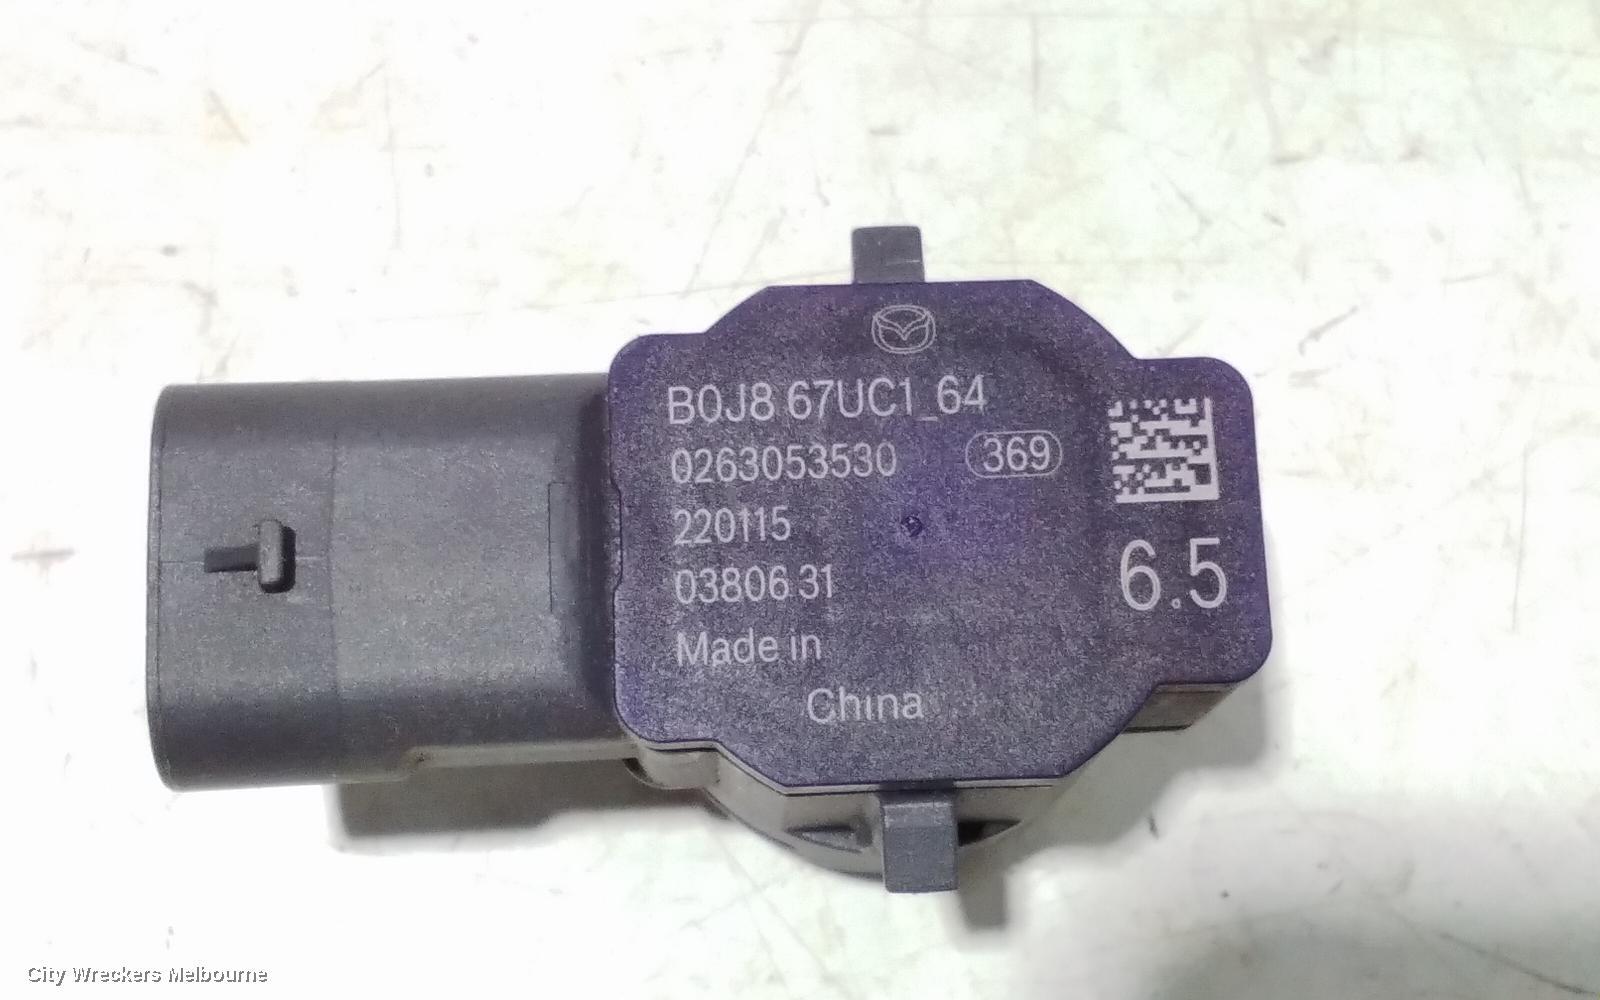 B0J8 67UC1_64
0263053530 369
220115
03806 31
Made in
China
6.5
City Wreckers Melbourne